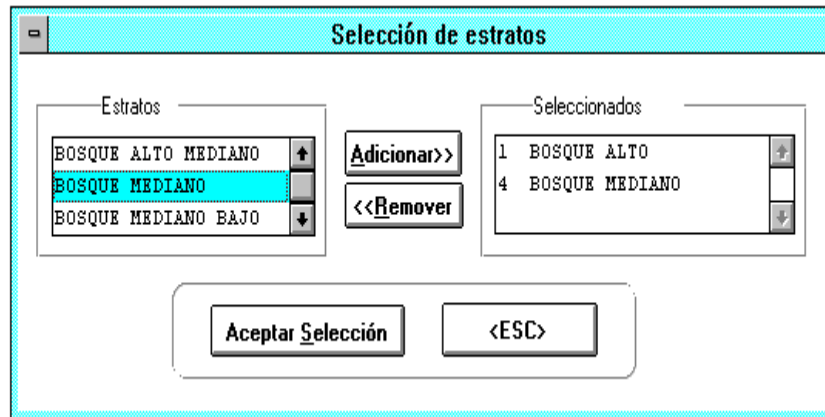 Selección de estratos
Estratos
BOSQUE ALTO MEDIANO
BOSQUE MEDIANO
BOSQUE MEDIANO BAJO
Adicionar>>
<<Remover
Seleccionados
1 BOSQUE ALTO
4 BOSQUE MEDIANO
Aceptar Selección
<ESC>